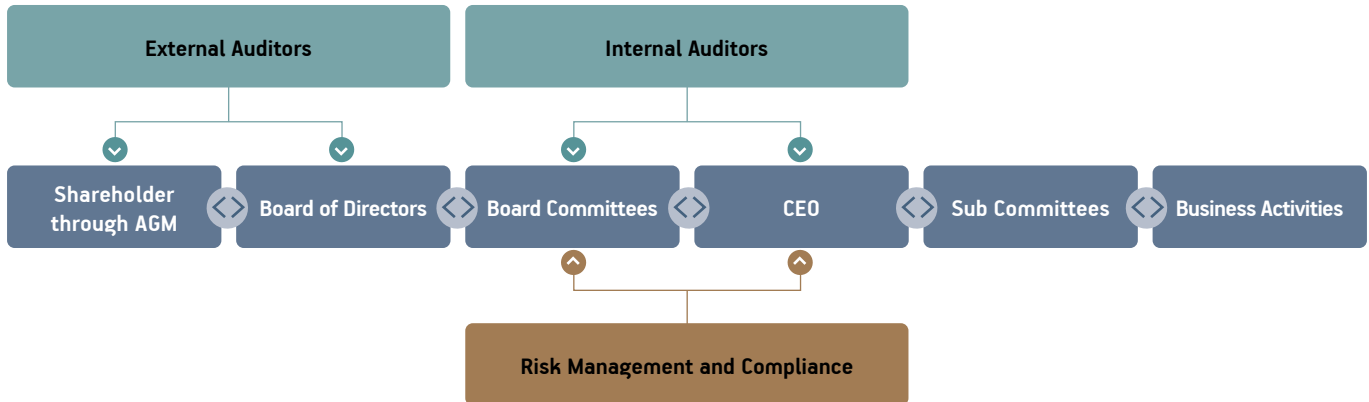 External Auditors
Internal Auditors
Shareholder
through AGM
Board of Directors
Board Committees
CEO
Sub Committees
Business Activities
Risk Management and Compliance